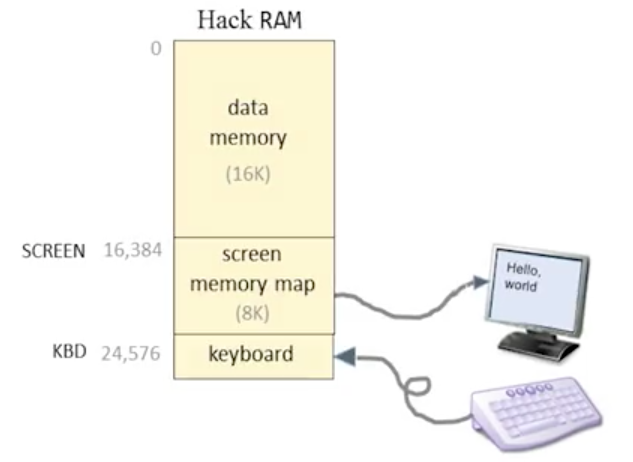 Hack RAM
0
data
memory
(16K)
SCREEN 16,384
screen
memory map
(8K)
KBD 24,576
keyboard
Hello,
world